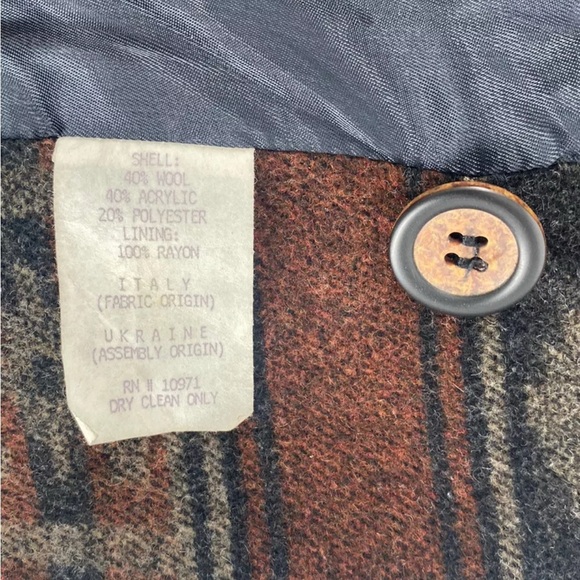 SHELL:
40% WOOL
40% ACRYLIC
20% POLYESTER
LINING:
100% RAYON
ITALY
(FABRIC ORIGIN)
UKRAINE
(ASSEMBLY ORIGIN)
RN # 10971
DRY CLEAN ONLY